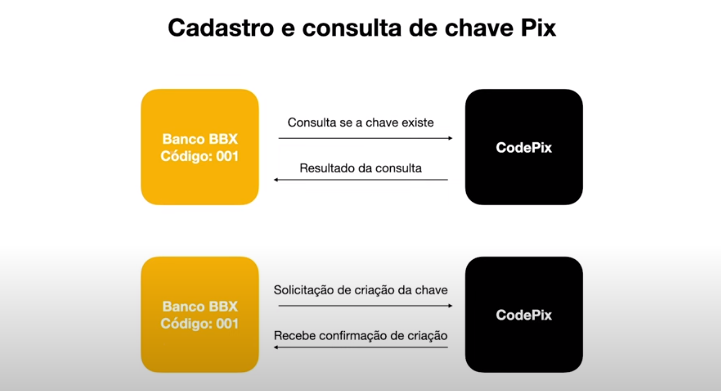 Cadastro e consulta de chave Pix
Banco BBX
Código: 001
Consulta se a chave existe
Resultado da consulta
CodePix
Banco BBX
Código: 001
Solicitação de criação da chave
Recebe confirmação de criação
CodePix